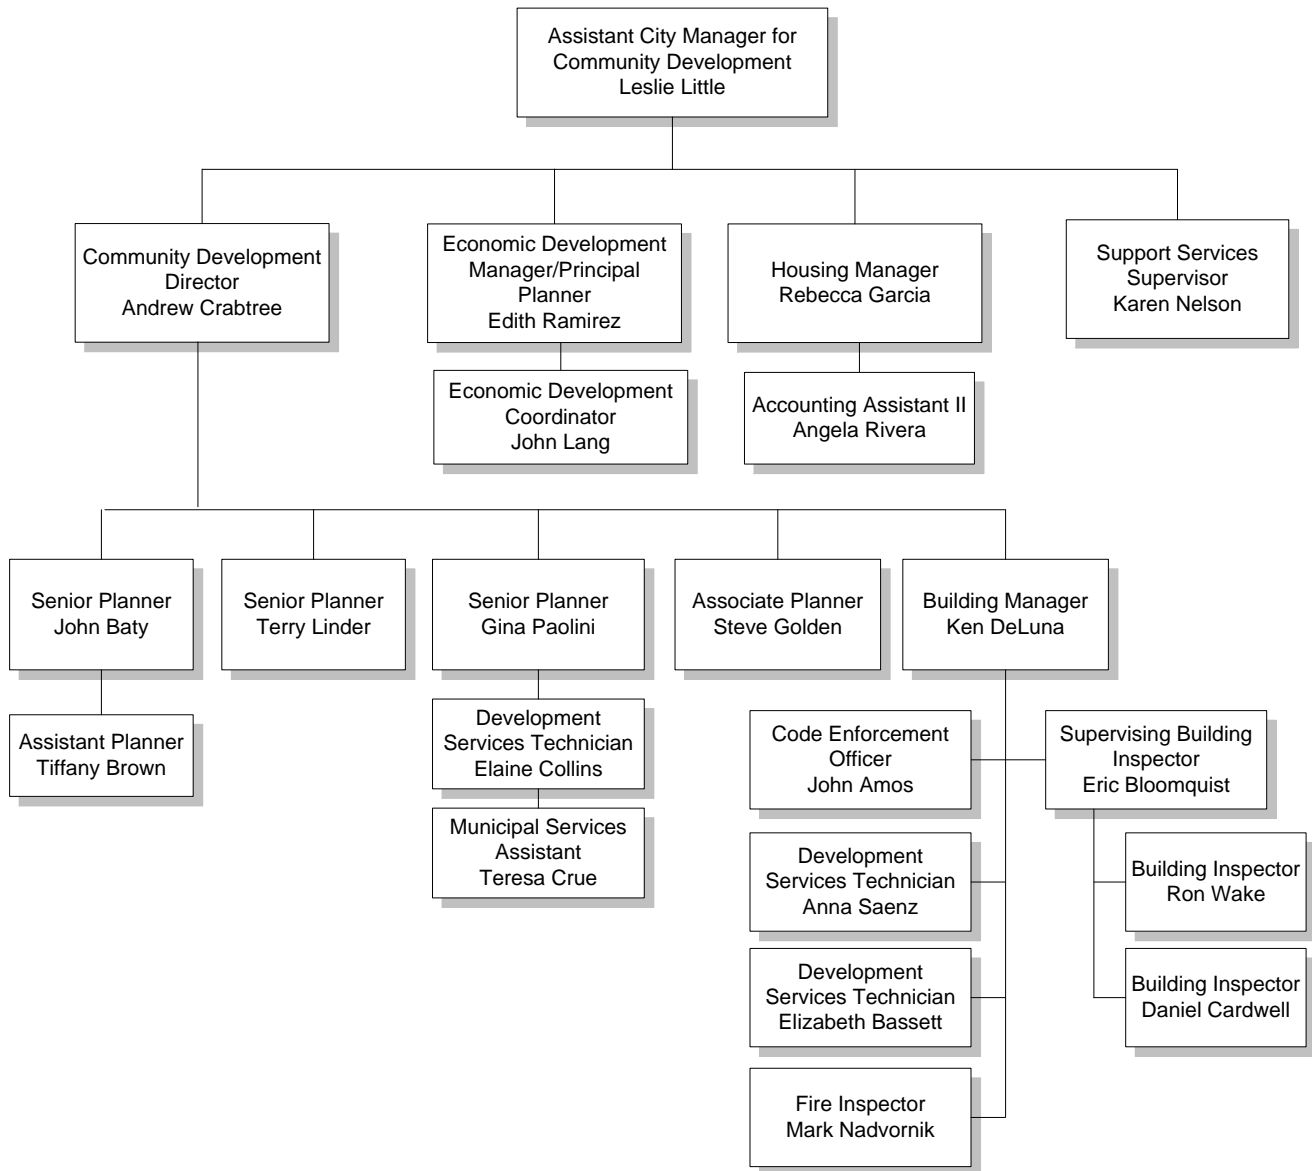 Assistant City Manager for
Community Development
Leslie Little
Community Development
Director
Andrew Crabtree
Economic Development
Manager/Principal
Planner
Edith Ramirez
Housing Manager
Rebecca Garcia
Support Services
Supervisor
Karen Nelson
Economic Development
Coordinator
John Lang
Accounting Assistant II
Angela Rivera
Senior Planner
John Baty
Senior Planner
Terry Linder
Senior Planner
Gina Paolini
Associate Planner
Steve Golden
Building Manager
Ken DeLuna
Assistant Planner
Tiffany Brown
Development
Services Technician
Elaine Collins
Municipal Services
Assistant
Teresa Crue
Code Enforcement
Officer
John Amos
Supervising Building
Inspector
Eric Bloomquist
Development
Services Technician
Anna Saenz
Building Inspector
Ron Wake
Development
Services Technician
Elizabeth Bassett
Building Inspector
Daniel Cardwell
Fire Inspector
Mark Nadvornik